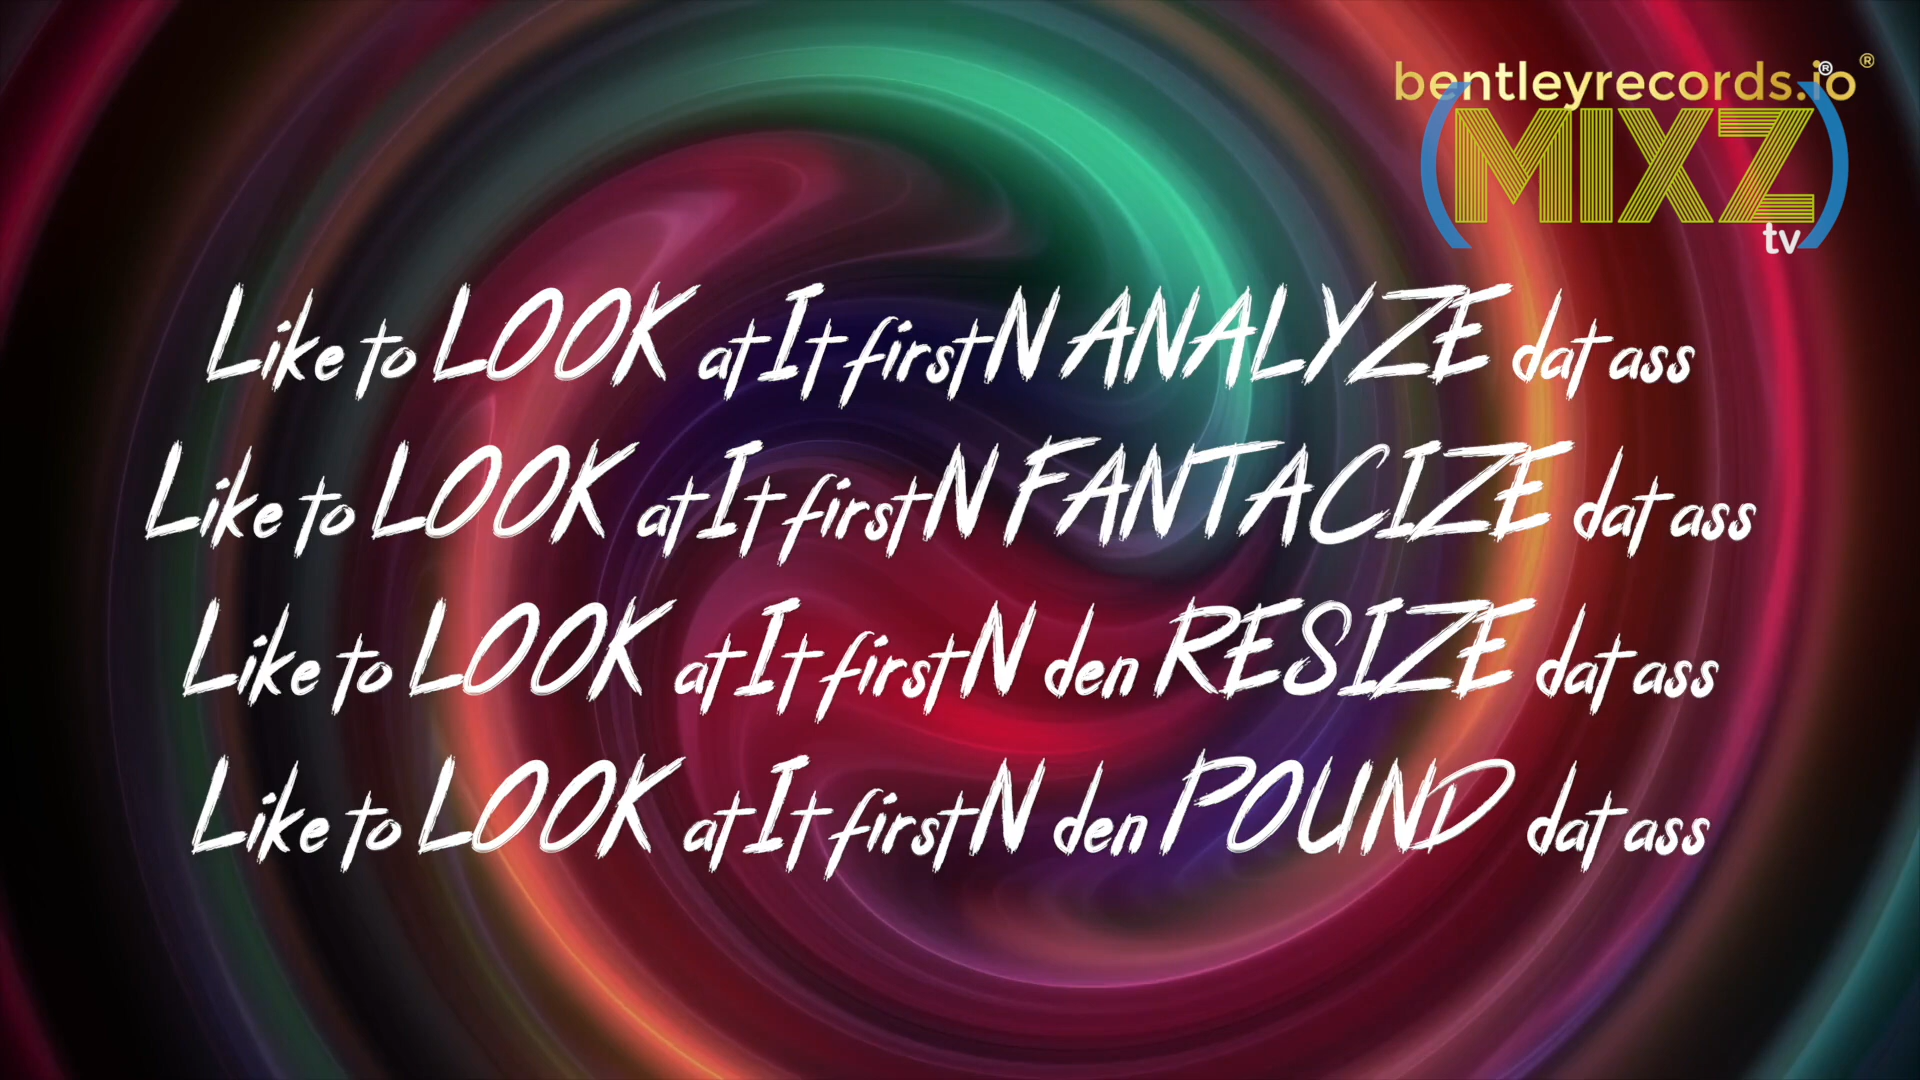 bentleyrecords.io®
(MIXZ)®
tv
Like to LOOK at It first N ANALYZE dat ass
Like to LOOK at It first N FANTACIZE dat ass
Like to LOOK at It first N den RESIZE dat ass
Like to LOOK at It first N den POUND dat ass